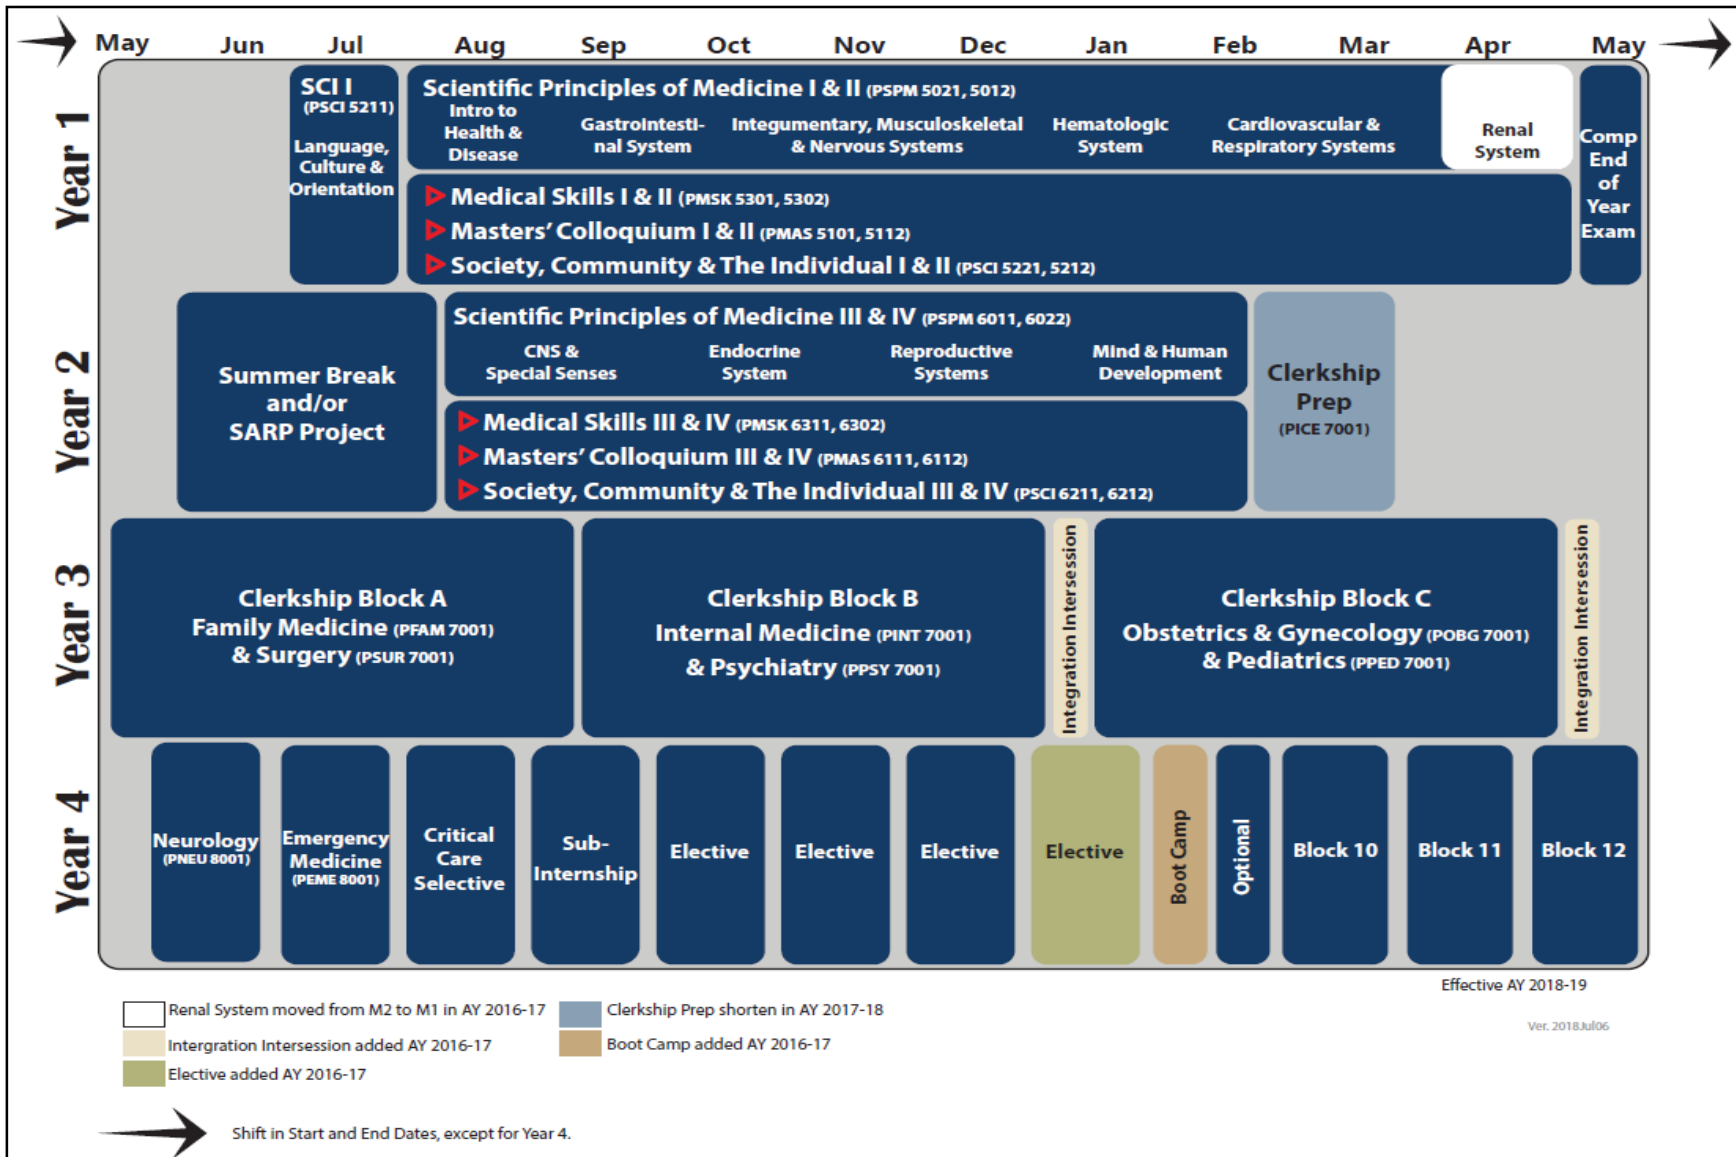 May Jun Jul Aug Sep Oct Nov Dec Jan Feb Mar Apr May
Year 1
SCI I
(PSCI 5211)
Language,
Culture &
Orientation
Scientific Principles of Medicine I & II (PSPM 5021, 5012)
Intro to
Health &
Disease
Gastrointesti-
nal System
Integumentary, Musculoskeletal
& Nervous Systems
Hematologic
System
Cardiovascular &
Respiratory Systems
Renal
System
Comp
End
of
Year
Exam
Medical Skills I & II (PMSK 5301, 5302)
Masters' Colloquium I & II (PMAS 5101, 5112)
Society, Community & The Individual I & II (PSCI 5221, 5212)
Year 2
Summer Break
and/or
SARP Project
Scientific Principles of Medicine III & IV (PSPM 6011, 6022)
CNS &
Special Senses
Endocrine
System
Reproductive
Systems
Mind & Human
Development
Medical Skills III & IV (PMSK 6311, 6302)
Masters' Colloquium III & IV (PMAS 6111, 6112)
Society, Community & The Individual III & IV (PSCI 6211, 6212)
Clerkship
Prep
(PICE 7001)
Year 3
Clerkship Block A
Family Medicine (PFAM 7001)
& Surgery (PSUR 7001)
Clerkship Block B
Internal Medicine (PINT 7001)
& Psychiatry (PPSY 7001)
Integration Intersession
Clerkship Block C
Obstetrics & Gynecology (POBG 7001)
& Pediatrics (PPED 7001)
Integration Intersession
Year 4
Neurology
(PNEU 8001)
Emergency
Medicine
(PEME 8001)
Critical
Care
Selective
Sub-
Internship
Elective
Elective
Elective
Elective
Boot Camp
Optional
Block 10
Block 11
Block 12
Effective AY 2018-19
Ver. 2018Jul06
Renal System moved from M2 to M1 in AY 2016-17
Intergration Intersession added AY 2016-17
Elective added AY 2016-17
Clerkship Prep shorten in AY 2017-18
Boot Camp added AY 2016-17
Shift in Start and End Dates, except for Year 4.